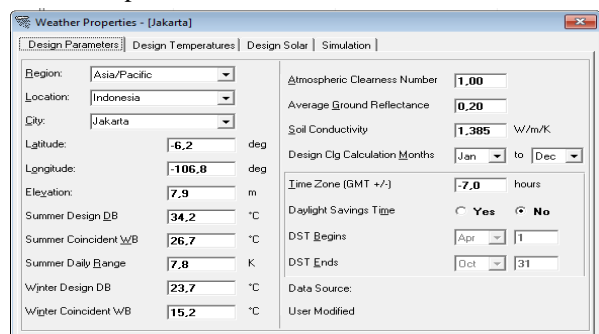 Weather Properties - [Jakarta]
Design Parameters Design Temperatures Design Solar Simulation
Region: Asia/Pacific
Location: Indonesia
City: Jakarta
Latitude: -6,2 deg
Longitude: -106,8 deg
Elevation: 7,9 m
Summer Design DB 34,2 °C
Summer Coincident WB 26,7 °C
Summer Daily Range 7,8 K
Winter Design DB 23,7 °C
Winter Coincident WB 15,2 °C
Atmospheric Clearness Number 1,00
Average Ground Reflectance 0,20
Soil Conductivity 1,385 W/m/K
Design Clg Calculation Months Jan to Dec
Time Zone (GMT +/-) -7,0 hours
Daylight Savings Time Yes No
DST Begins Apr 1
DST Ends Oct 31
Data Source:
User Modified